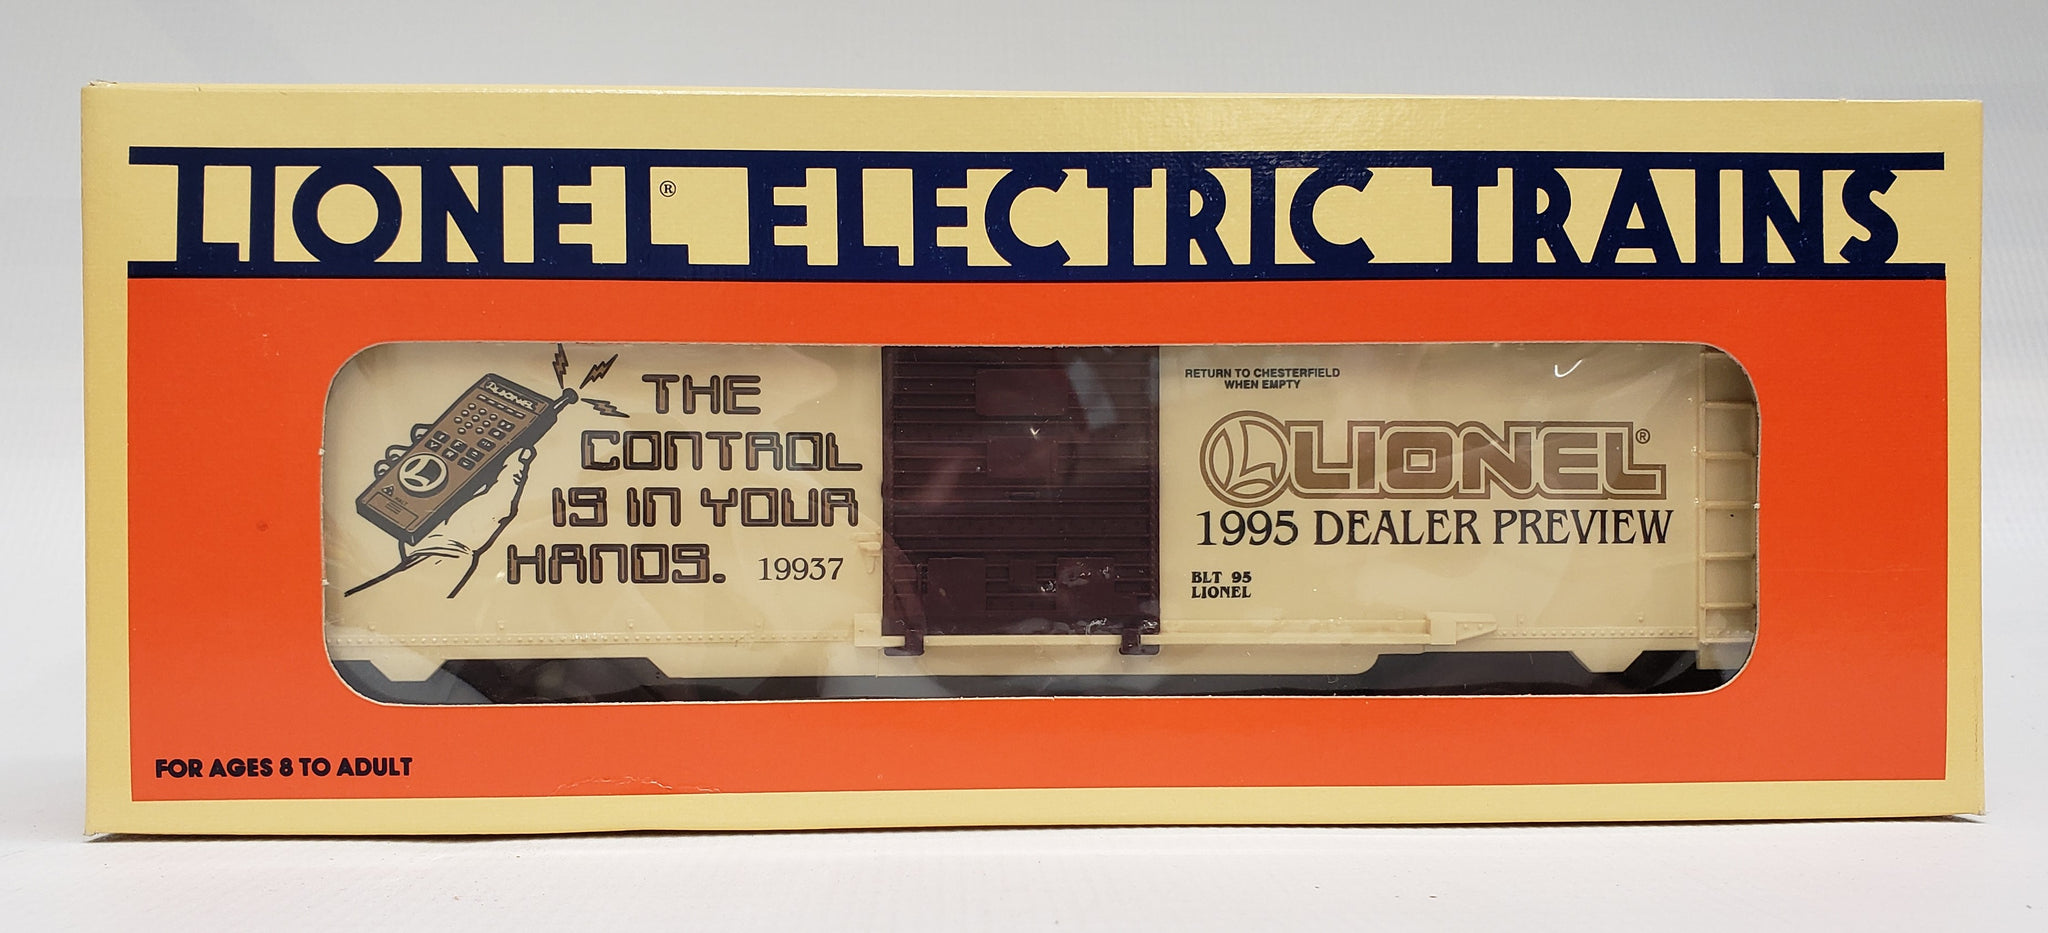 LIONEL® ELECTRIC TRAINS
LIONEL
THE
CONTROL
IS IN YOUR
HANDS.
19937
RETURN TO CHESTERFIELD
WHEN EMPTY
L LIONEL®
1995 DEALER PREVIEW
BLT 95
LIONEL
FOR AGES 8 TO ADULT